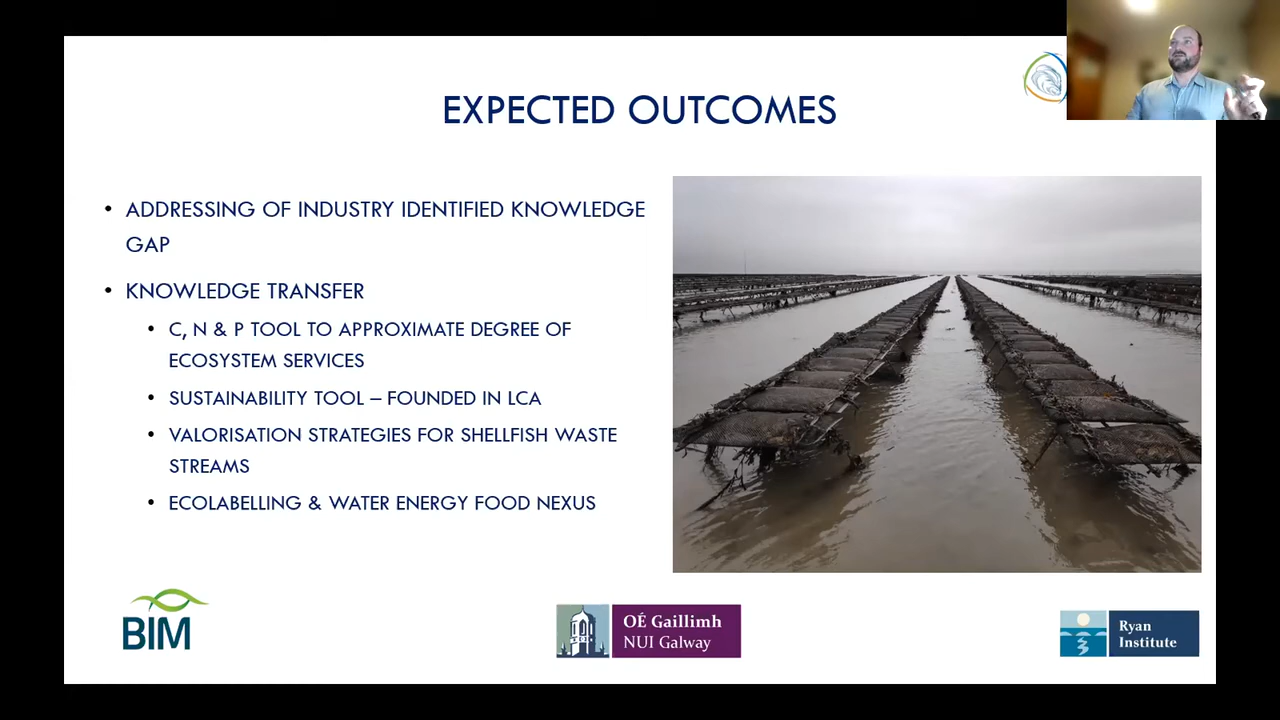 EXPECTED OUTCOMES
• ADDRESSING OF INDUSTRY IDENTIFIED KNOWLEDGE
GAP
• KNOWLEDGE TRANSFER
• C, N & P TOOL TO APPROXIMATE DEGREE OF
ECOSYSTEM SERVICES
• SUSTAINABILITY TOOL – FOUNDED IN LCA
• VALORISATION STRATEGIES FOR SHELLFISH WASTE
STREAMS
• ECOLABELLING & WATER ENERGY FOOD NEXUS
BIM
OÉ Gaillimh
NUI Galway
Ryan
Institute